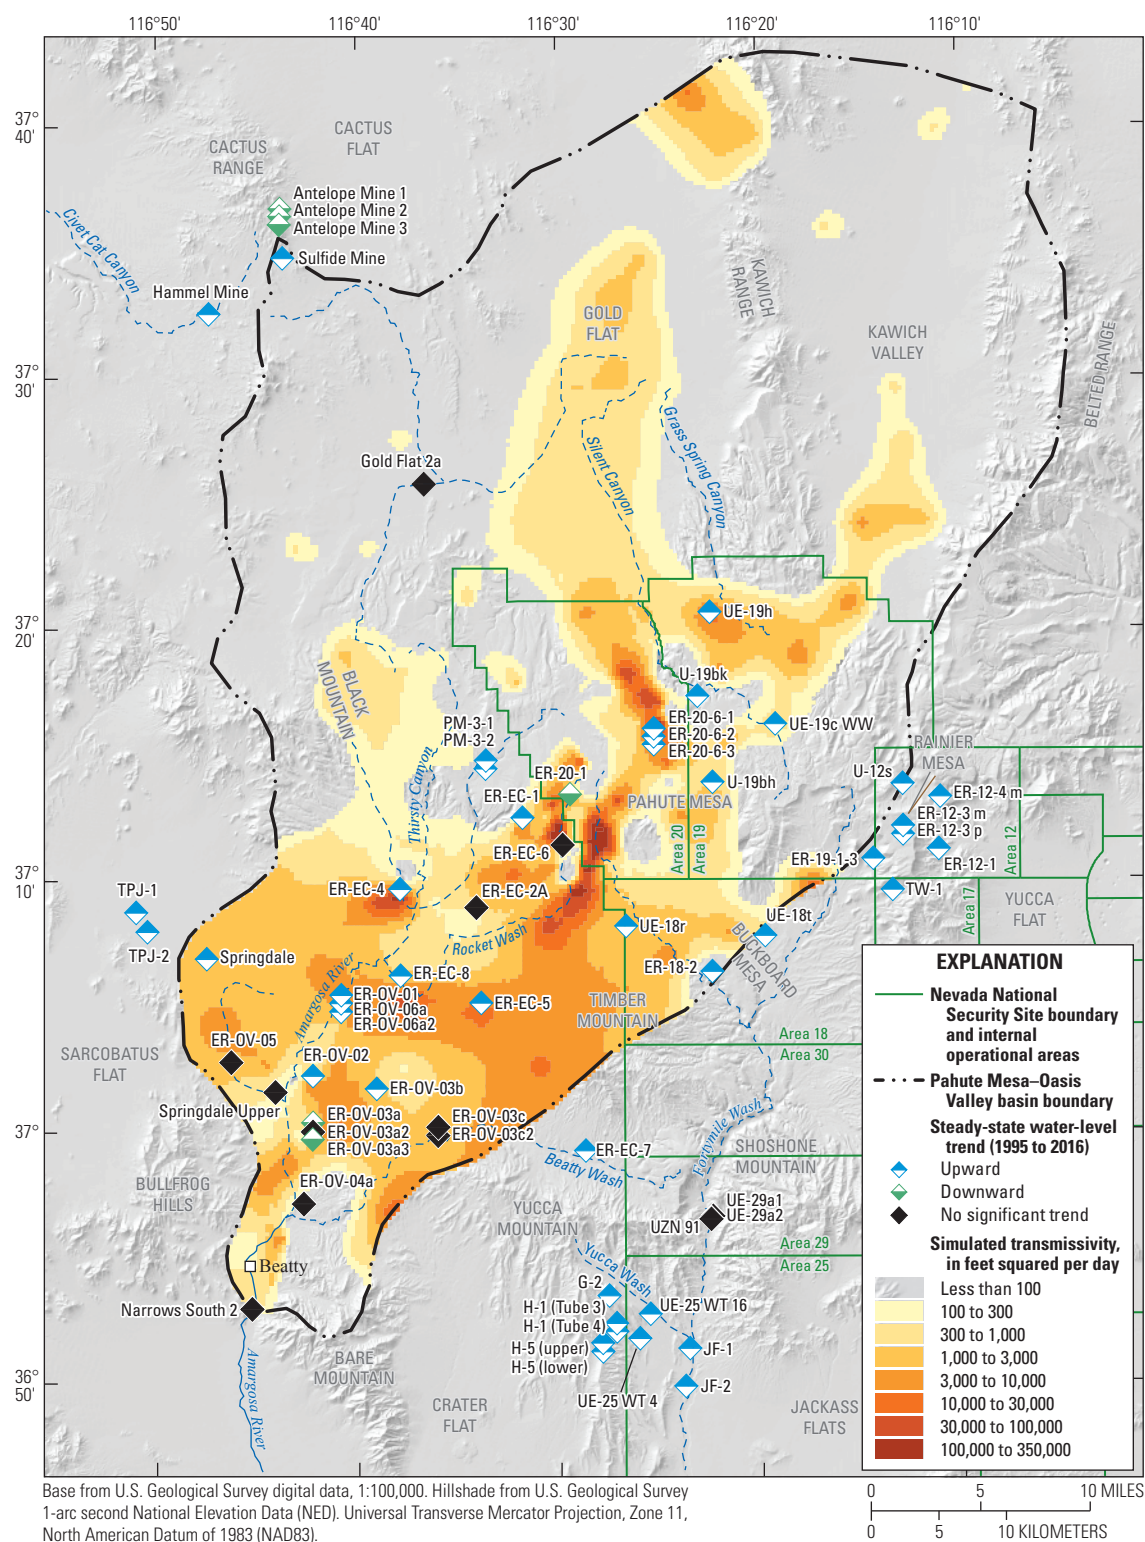 116°50'
116°40'
116°30'
116°20'
116°10'
37°
40'
CACTUS
FLAT
CACTUS
RANGE
Antelope Mine 1
Antelope Mine 2
Antelope Mine 3
Civet Cat Canyon
Sulfide Mine
Hammel Mine
KAWICH
RANGE
GOLD
FLAT
KAWICH
VALLEY
BELTED RANGE
37°
30'
Grass Spring Canyon
Silent Canyon
Gold Flat 2a
37°
20'
UE-19h
BLACK
MOUNTAIN
U-19bk
PM-3-1
PM-3-2
ER-20-6-1
ER-20-6-2
ER-20-6-3
UE-19c WW
RAINIER
MESA
Thirsty Canyon
ER-20-1
U-12s
U-19bh
ER-12-4 m
ER-EC-1
PAHUTE MESA
ER-12-3 m
ER-12-3 p
ER-EC-6
Area 20
Area 19
ER-19-1-3
ER-12-1
Area 12
37°
10'
TPJ-1
ER-EC-4
ER-EC-2A
TW-1
Area 17
YUCCA
FLAT
UE-18t
UE-18r
Rocket Wash
BUCKBOARD
MESA
TPJ-2
Springdale
ER-EC-8
ER-18-2
Amargosa River
ER-OV-01
ER-OV-06a
ER-OV-06a2
ER-EC-5
TIMBER
MOUNTAIN
Area 18
Area 30
ER-OV-05
SARCOBATUS
FLAT
ER-OV-02
ER-OV-03b
Springdale Upper
ER-OV-03a
ER-OV-03a2
ER-OV-03a3
ER-OV-03c
ER-OV-03c2
Fortymile Wash
37°
ER-EC-7
SHOSHONE
MOUNTAIN
Beatty Wash
BULLFROG
HILLS
ER-OV-04a
YUCCA
MOUNTAIN
UE-29a1
UE-29a2
UZN 91
Area 29
Area 25
Yucca Wash
Beatty
G-2
H-1 (Tube 3)
H-1 (Tube 4)
UE-25 WT 16
Narrows South 2
H-5 (upper)
H-5 (lower)
JF-1
BARE
MOUNTAIN
UE-25 WT 4
JF-2
36°
50'
Amargosa River
CRATER
FLAT
JACKASS
FLATS
EXPLANATION
Nevada National
Security Site boundary
and internal
operational areas
Pahute Mesa–Oasis
Valley basin boundary
Steady-state water-level
trend (1995 to 2016)
Upward
Downward
No significant trend
Simulated transmissivity,
in feet squared per day
Less than 100
100 to 300
300 to 1,000
1,000 to 3,000
3,000 to 10,000
10,000 to 30,000
30,000 to 100,000
100,000 to 350,000
Base from U.S. Geological Survey digital data, 1:100,000. Hillshade from U.S. Geological Survey
1-arc second National Elevation Data (NED). Universal Transverse Mercator Projection, Zone 11,
North American Datum of 1983 (NAD83).
0 5 10 MILES
0 5 10 KILOMETERS